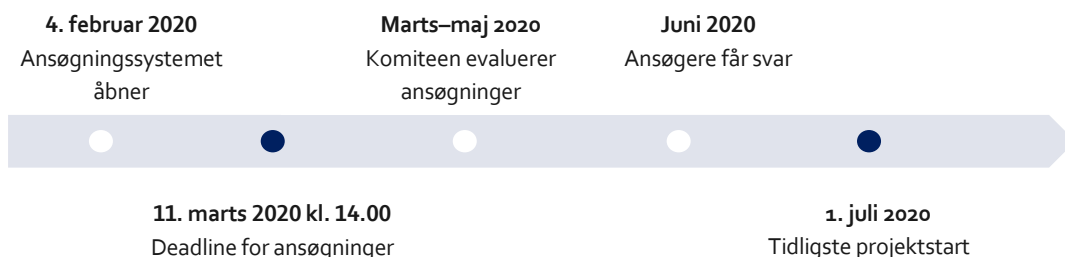 4. februar 2020
Ansøgningssystemet
åbner
Marts–maj 2020
Komiteen evaluerer
ansøgninger
Juni 2020
Ansøgere får svar
11. marts 2020 kl. 14.00
Deadline for ansøgninger
1. juli 2020
Tidligste projektstart